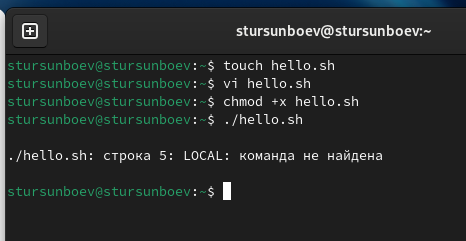 stursunboev@stursunboev:~
stursunboev@stursunboev:~$ touch hello.sh
stursunboev@stursunboev:~$ vi hello.sh
stursunboev@stursunboev:~$ chmod +x hello.sh
stursunboev@stursunboev:~$ ./hello.sh
./hello.sh: строка 5: LOCAL: команда не найдена
stursunboev@stursunboev:~$